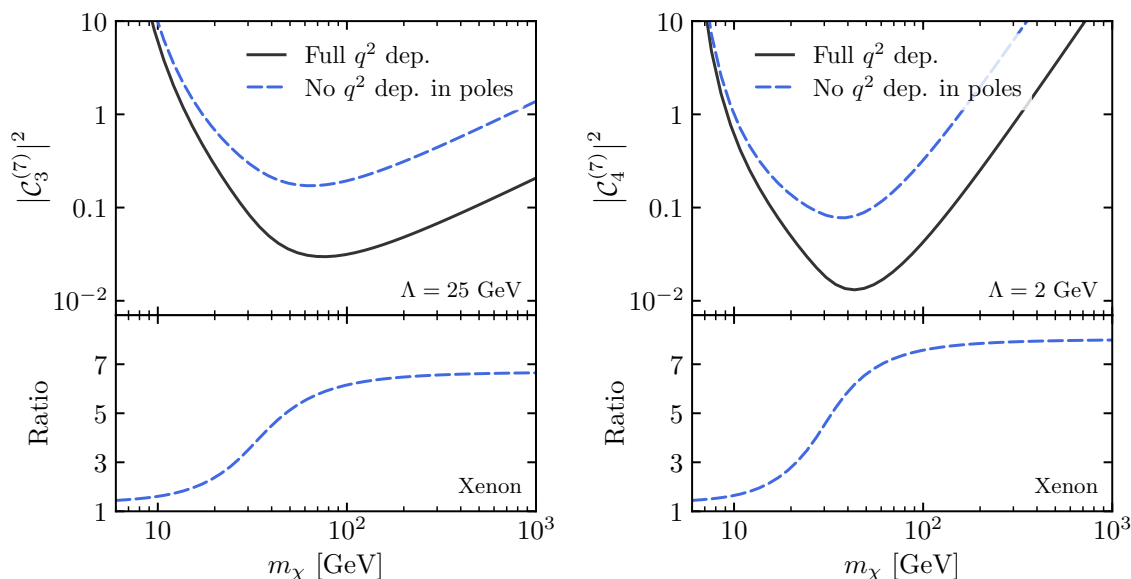 10
1
0.1
10⁻²
|𝒞₃⁽⁷⁾|²
Full q² dep.
No q² dep. in poles
Λ = 25 GeV
7
5
3
1
Ratio
Xenon
10
10²
10³
mχ [GeV]
10
1
0.1
10⁻²
|𝒞₄⁽⁷⁾|²
Full q² dep.
No q² dep. in poles
Λ = 2 GeV
7
5
3
1
Ratio
Xenon
10
10²
10³
mχ [GeV]